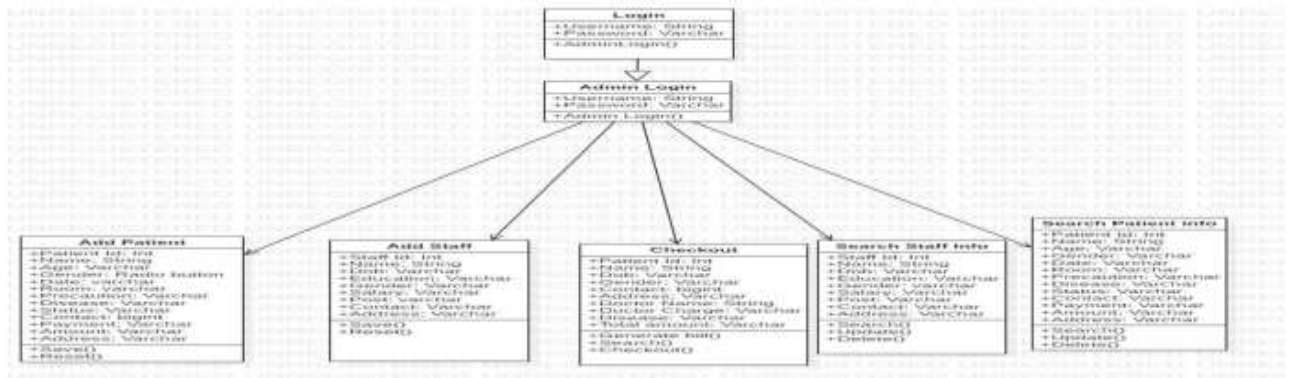 Login
+Username: String
+Password: Varchar
+AdminLogin()
Admin Login
+Username: String
+Password: Varchar
+Admin Login()
Add Patient
+Patient Id: Int
+Name: String
+Age: Varchar
+Gender: Radio button
+Date: varchar
+Room: varchar
+Precaution: Varchar
+Disease: Varchar
+Status: Varchar
+Contact: bigint
+Payment: Varchar
+Amount: Varchar
+Address: Varchar
+Save()
+Reset()
Add Staff
+Staff Id: Int
+Name: String
+Dob: Varchar
+Education: Varchar
+Gender: Varchar
+Salary: Varchar
+Post: varchar
+Contact: Varchar
+Address: Varchar
+Save()
+Reset()
Checkout
+Patient Id: Int
+Name: String
+Dob: Varchar
+Gender: Varchar
+Contact: bigint
+Address: Varchar
+Doctor Name: String
+Doctor Charge: Varchar
+Disease: Varchar
+Total amount: Varchar
+Generate bill()
+Search()
+Checkout()
Search Staff Info
+Staff Id: Int
+Name: String
+Dob: Varchar
+Education: Varchar
+Gender: varchar
+Salary: Varchar
+Post: Varchar
+Contact: Varchar
+Address: Varchar
+Search()
+Update()
+Delete()
Search Patient Info
+Patient Id: Int
+Name: String
+Age: Varchar
+Gender: Varchar
+Date: Varchar
+Room: Varchar
+Precaution: Varchar
+Disease: Varchar
+Status: Varchar
+Contact: Varchar
+Payment: Varchar
+Amount: Varchar
+Address: Varchar
+Search()
+Update()
+Delete()